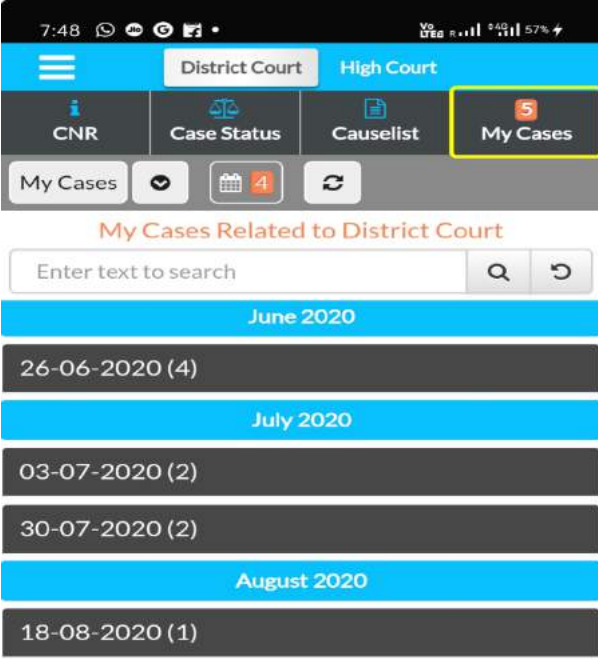 7:48 57%
District Court High Court
CNR Case Status Causelist 5 My Cases
My Cases 4
My Cases Related to District Court
Enter text to search
June 2020
26-06-2020 (4)
July 2020
03-07-2020 (2)
30-07-2020 (2)
August 2020
18-08-2020 (1)